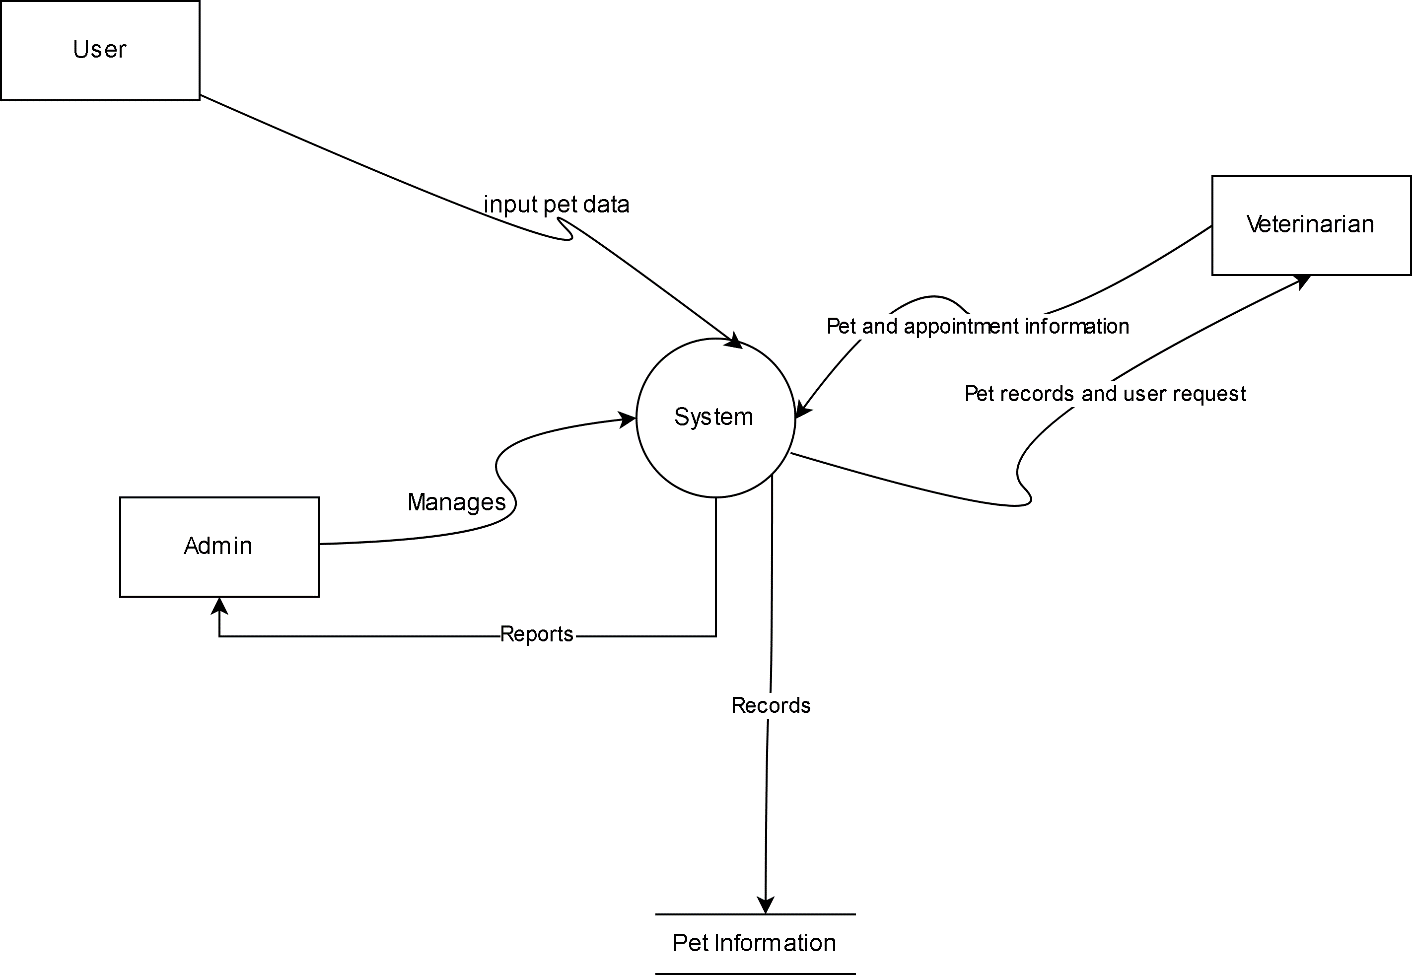 User
input pet data
Veterinarian
Pet and appointment information
Pet records and user request
System
Manages
Admin
Reports
Records
Pet Information